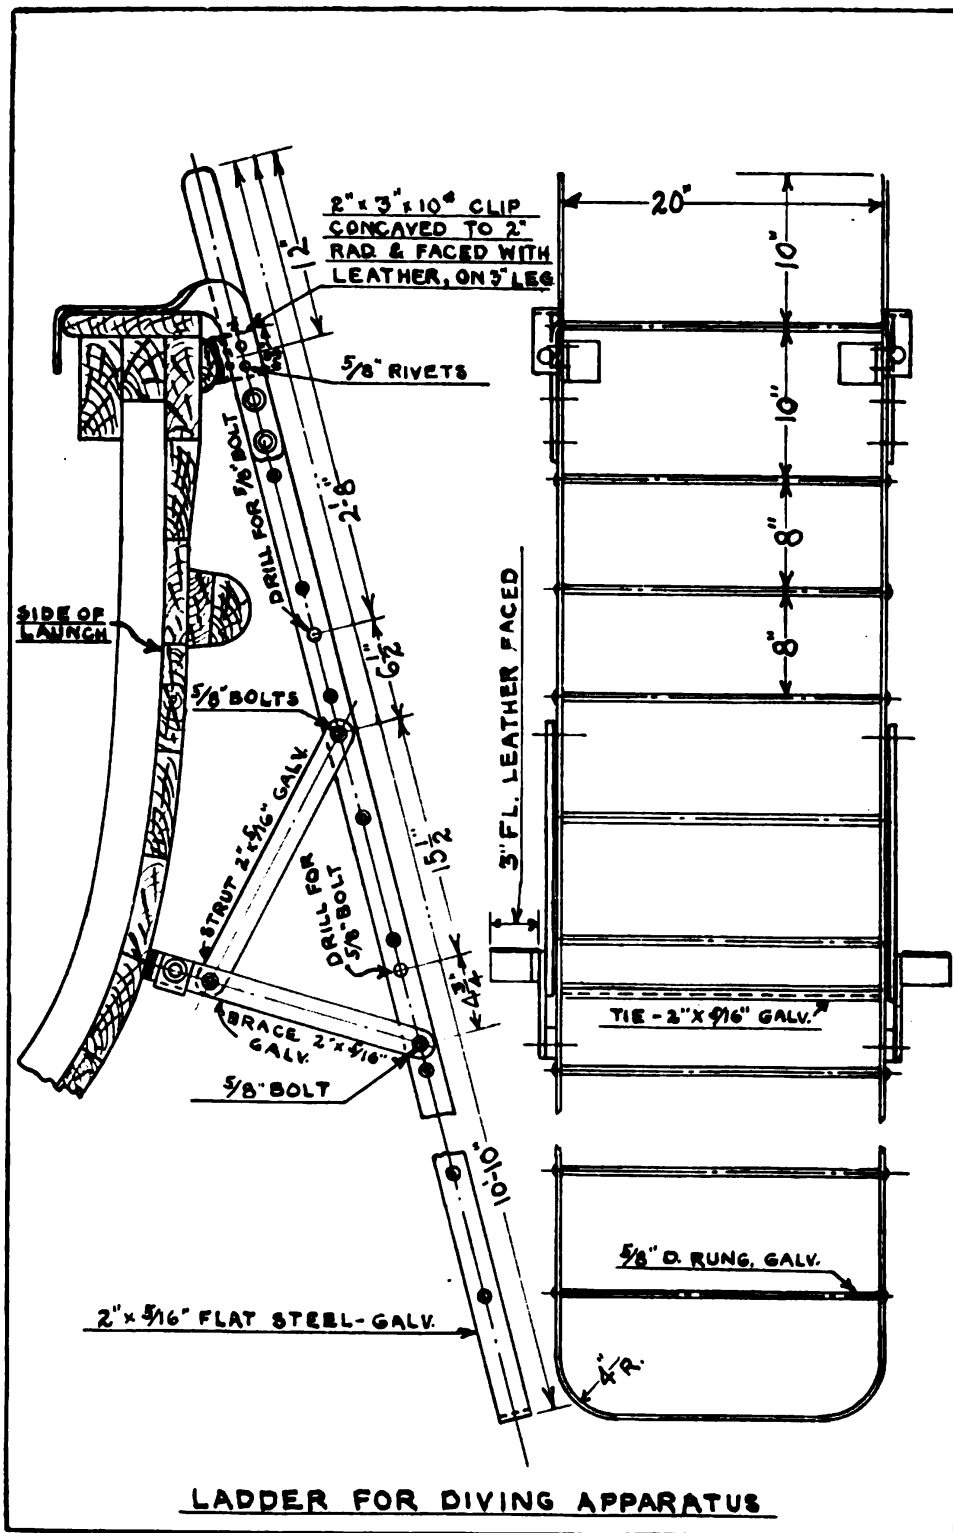 2" x 3" x 10" CLIP
CONCAVED TO 2"
RAD. & FACED WITH
LEATHER, ON 3" LEG
12"
5/8" RIVETS
DRILL FOR 5/8" BOLT
2'-8 1/2"
6 1/2"
SIDE OF
LAUNCH
5/8" BOLTS
STRUT 2" x 5/16" GALV.
DRILL FOR
5/8" BOLT
15 1/2"
4 3/4"
BRACE 2" x 5/16"
GALV.
5/8" BOLT
10'-10"
2" x 5/16" FLAT STEEL-GALV.
20"
10"
10"
8"
8"
3" FL. LEATHER FACED
TIE - 2" x 5/16" GALV.
5/8" D. RUNG, GALV.
4" R.
LADDER FOR DIVING APPARATUS